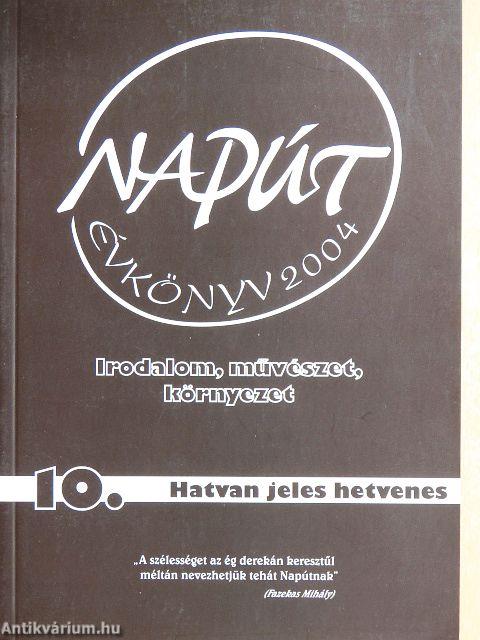 NAPÚT
ÉVKÖNYV 2004
Irodalom, művészet,
környezet
10. Hatvan jeles hetvenes
„A szélességet az ég derekán keresztűl
méltán nevezhetjük tehát Napútnak"
(Fazekas Mihály)
Antikvárium.hu